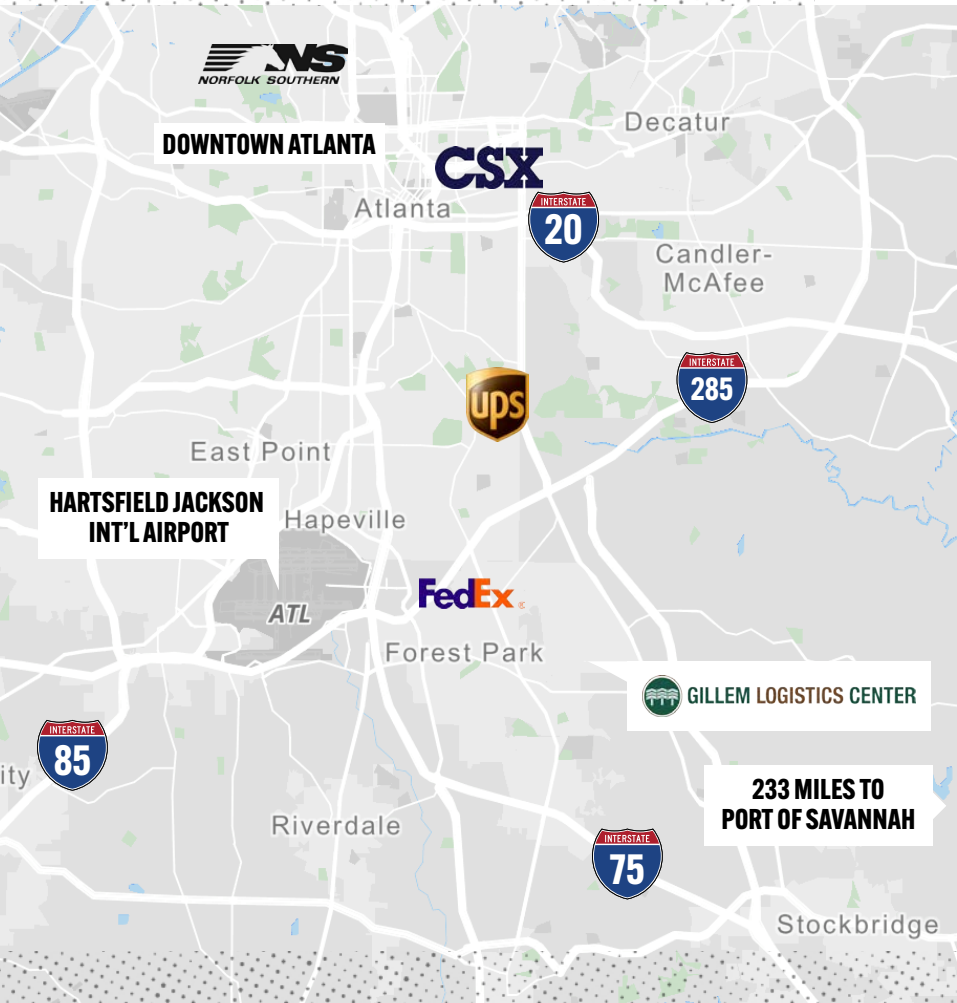 NS
NORFOLK SOUTHERN
DOWNTOWN ATLANTA
Decatur
CSX
Atlanta
INTERSTATE
20
Candler-
McAfee
INTERSTATE
285
ups
East Point
HARTSFIELD JACKSON
INT'L AIRPORT
Hapeville
ATL
FedEx®
Forest Park
GILLEM LOGISTICS CENTER
INTERSTATE
85
ity
233 MILES TO
PORT OF SAVANNAH
Riverdale
INTERSTATE
75
Stockbridge